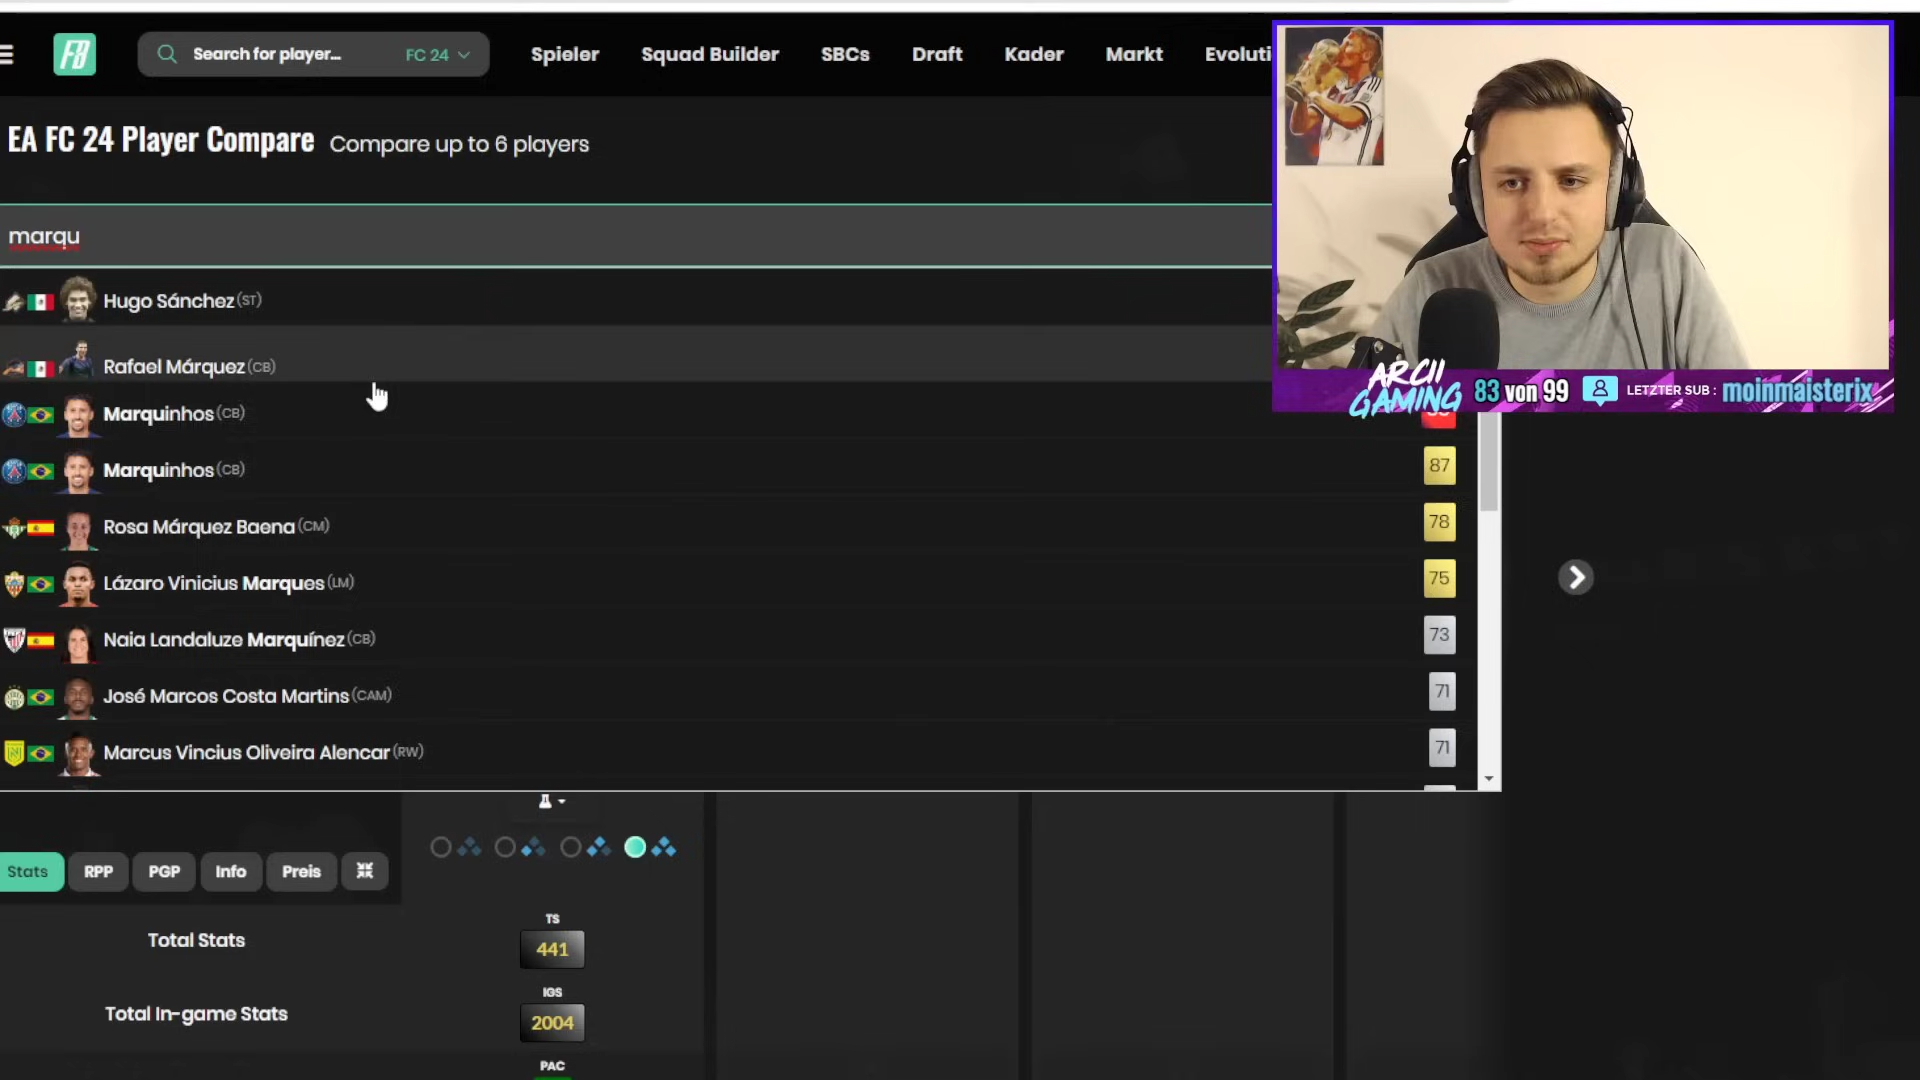 FB
Search for player...
FC 24
Spieler
Squad Builder
SBCs
Draft
Kader
Markt
Evoluti
EA FC 24 Player Compare
Compare up to 6 players
marqu
Hugo Sánchez (ST)
Rafael Márquez (CB)
Marquinhos (CB)
Marquinhos (CB)
87
Rosa Márquez Baena (CM)
78
Lázaro Vinicius Marques (LM)
75
Naia Landaluze Marquínez (CB)
73
José Marcos Costa Martins (CAM)
71
Marcus Vincius Oliveira Alencar (RW)
71
ARCII
GAMING
83 von 99
LETZTER SUB :
moinmaisterix
Stats
RPP
PGP
Info
Preis
Total Stats
TS
441
Total In-game Stats
IGS
2004
PAC